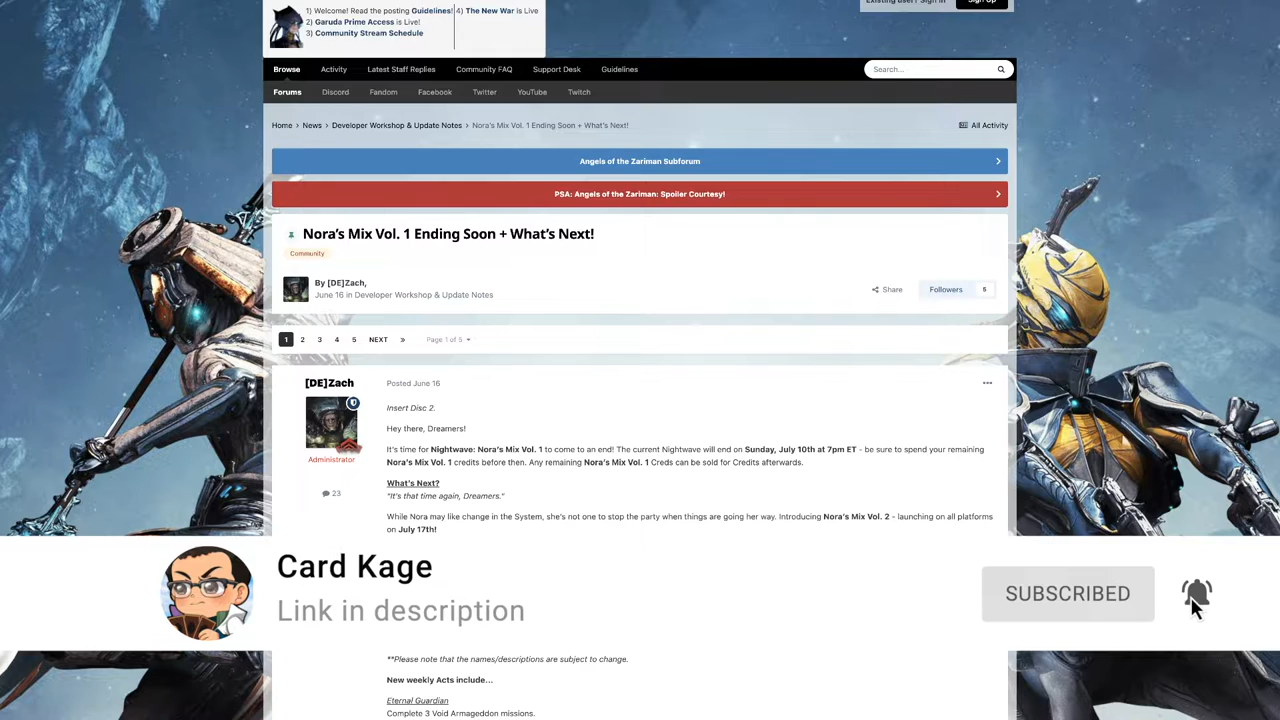 1) Welcome! Read the posting Guidelines!
2) Garuda Prime Access is Live!
3) Community Stream Schedule
4) The New War is Live
Existing user? Sign In
Sign Up
Browse Activity Latest Staff Replies Community FAQ Support Desk Guidelines
Search...
Forums Discord Fandom Facebook Twitter YouTube Twitch
Home > News > Developer Workshop & Update Notes > Nora's Mix Vol. 1 Ending Soon + What's Next!
All Activity
Angels of the Zariman Subforum
PSA: Angels of the Zariman: Spoiler Courtesy!
Nora's Mix Vol. 1 Ending Soon + What's Next!
Community
By [DE]Zach,
June 16 in Developer Workshop & Update Notes
Share
Followers 5
1 2 3 4 5 NEXT » Page 1 of 5
[DE]Zach
Administrator
23
Posted June 16
Insert Disc 2.
Hey there, Dreamers!
It's time for Nightwave: Nora's Mix Vol. 1 to come to an end! The current Nightwave will end on Sunday, July 10th at 7pm ET - be sure to spend your remaining
Nora's Mix Vol. 1 credits before then. Any remaining Nora's Mix Vol. 1 Creds can be sold for Credits afterwards.
What's Next?
"It's that time again, Dreamers."
While Nora may like change in the System, she's not one to stop the party when things are going her way. Introducing Nora's Mix Vol. 2 - launching on all platforms
on July 17th!
Card Kage
Link in description
SUBSCRIBED
**Please note that the names/descriptions are subject to change.
New weekly Acts include...
Eternal Guardian
Complete 3 Void Armageddon missions.